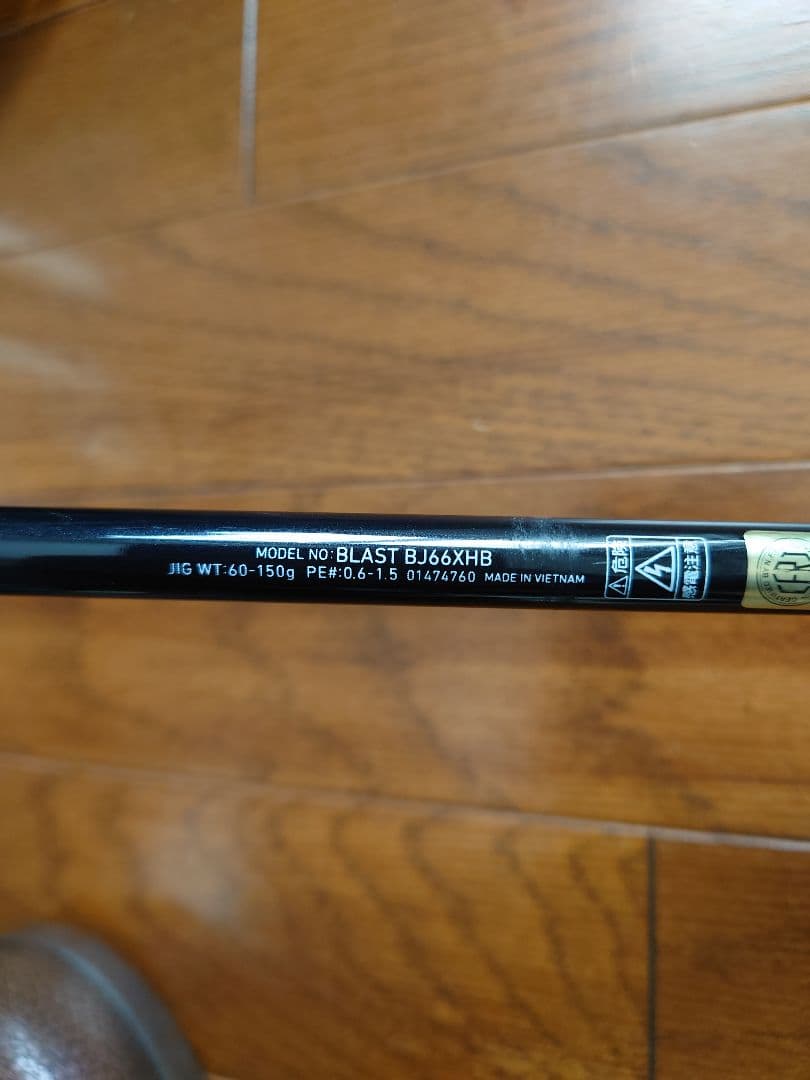 MODEL NO:BLAST BJ66XHB
JIG WT:60-150g PE#:0.6-1.5 01474760 MADE IN VIETNAM
危険
感電注意